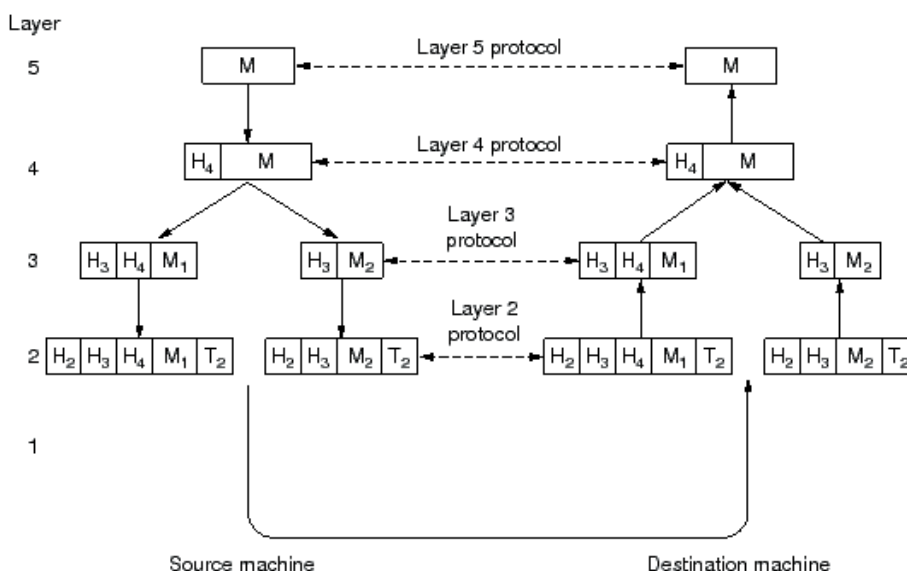 Layer
5 M Layer 5 protocol M
4 H4 M Layer 4 protocol H4 M
Layer 3
protocol
3 H3 H4 M1 H3 M2 H3 H4 M1 H3 M2
Layer 2
protocol
2 H2 H3 H4 M1 T2 H2 H3 M2 T2 H2 H3 H4 M1 T2 H2 H3 M2 T2
1
Source machine Destination machine